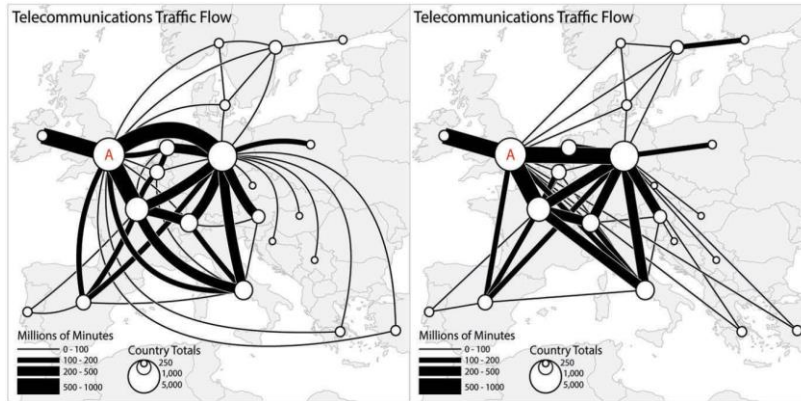 Telecommunications Traffic Flow
A
Millions of Minutes
0 - 100
100 - 200
200 - 500
500 - 1000
Country Totals
250
1,000
5,000
Telecommunications Traffic Flow
A
Millions of Minutes
0 - 100
100 - 200
200 - 500
500 - 1000
Country Totals
250
1,000
5,000